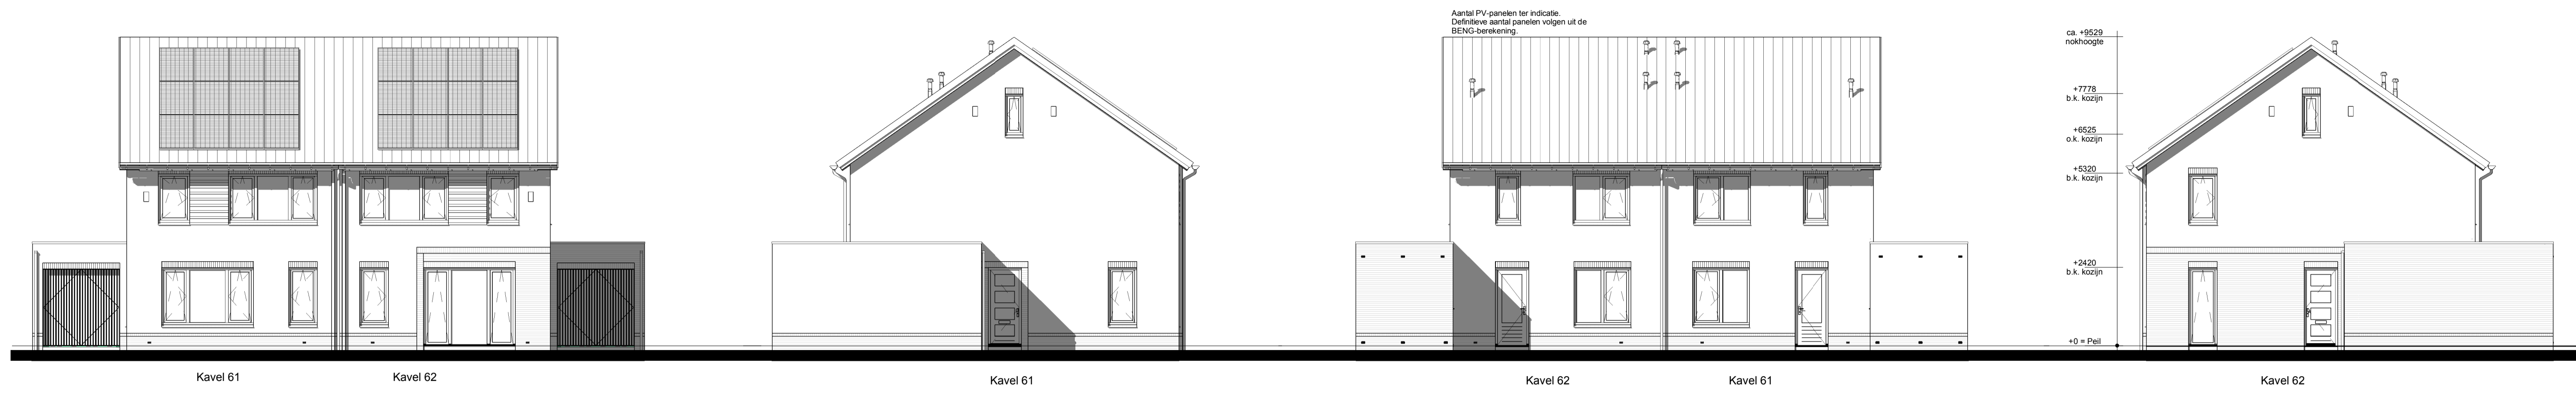 Aantal PV-panelen ter indicatie.
Definitieve aantal panelen volgen uit de
BENG-berekening.
ca. +9529
nokhoogte
+7778
b.k. kozijn
+6525
o.k. kozijn
+5320
b.k. kozijn
+2420
b.k. kozijn
+0 = Peil
Kavel 61
Kavel 62
Kavel 61
Kavel 62
Kavel 61
Kavel 62